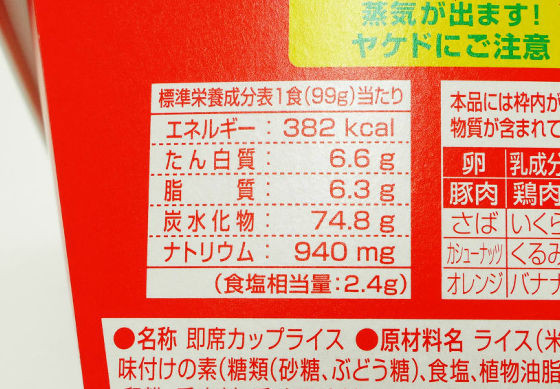 蒸気が出ます!
ヤケドにご注意
標準栄養成分表1食(99g)当たり
エネルギー: 382 kcal
たん白質: 6.6 g
脂質: 6.3 g
炭水化物: 74.8 g
ナトリウム: 940 mg
(食塩相当量:2.4g)
本品には枠内が
物質が含まれて
卵 乳成分
豚肉 鶏肉
さば いくら
カシューナッツ くるみ
オレンジ バナナ
●名称 即席カップライス ●原材料名 ライス(米
味付けの素(糖類(砂糖、ぶどう糖)、食塩、植物油脂